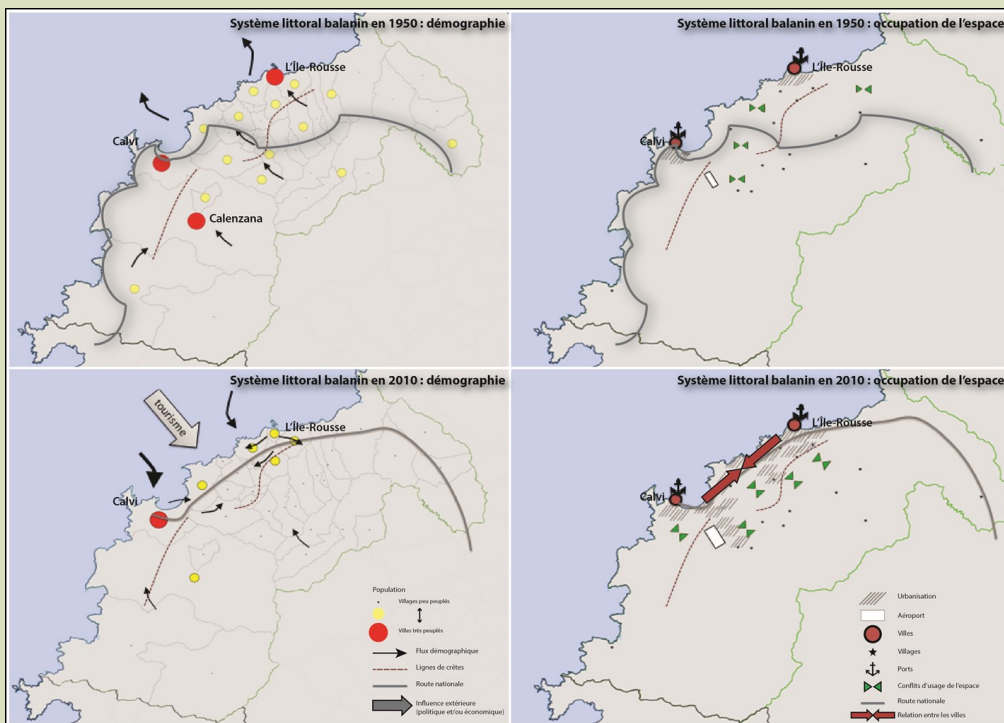 Système littoral balanin en 1950 : démographie
L'Île-Rousse
Calvi
Calenzana
Système littoral balanin en 1950 : occupation de l'espace
L'Île-Rousse
Calvi
Système littoral balanin en 2010 : démographie
tourisme
L'Île-Rousse
Calvi
Population
Villages peu peuplés
Villes très peuplés
Flux démographique
Lignes de crêtes
Route nationale
Influence extérieure
(politique et/ou économique)
Système littoral balanin en 2010 : occupation de l'espace
L'Île-Rousse
Calvi
Urbanisation
Aéroport
Villes
Villages
Ports
Conflits d'usage de l'espace
Route nationale
Relation entre les villes